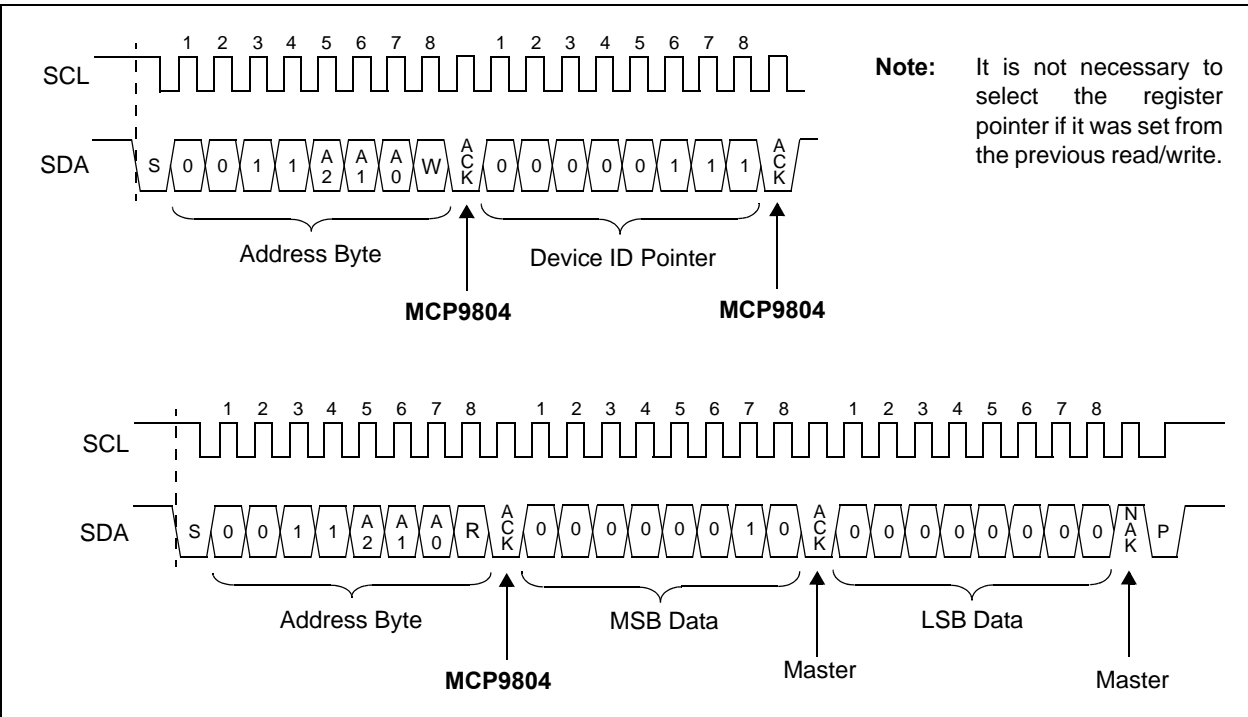 1 2 3 4 5 6 7 8 1 2 3 4 5 6 7 8
SCL
SDA
S 0 0 1 1 A2 A1 A0 W ACK 0 0 0 0 0 1 1 1 ACK
Address Byte Device ID Pointer
MCP9804 MCP9804
Note: It is not necessary to
select the register
pointer if it was set from
the previous read/write.
1 2 3 4 5 6 7 8 1 2 3 4 5 6 7 8 1 2 3 4 5 6 7 8
SCL
SDA
S 0 0 1 1 A2 A1 A0 R ACK 0 0 0 0 0 0 1 0 ACK 0 0 0 0 0 0 0 0 NAK P
Address Byte MSB Data LSB Data
MCP9804 Master Master